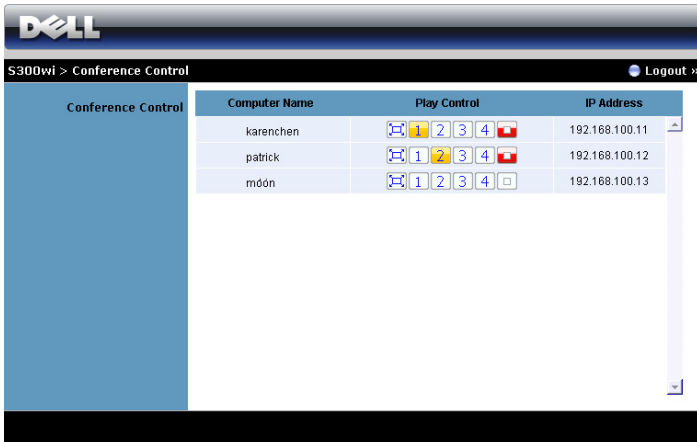 DELL
S300wi > Conference Control
Logout »
Conference Control
Computer Name Play Control IP Address
karenchen 1 2 3 4 192.168.100.11
patrick 1 2 3 4 192.168.100.12
móón 1 2 3 4 192.168.100.13